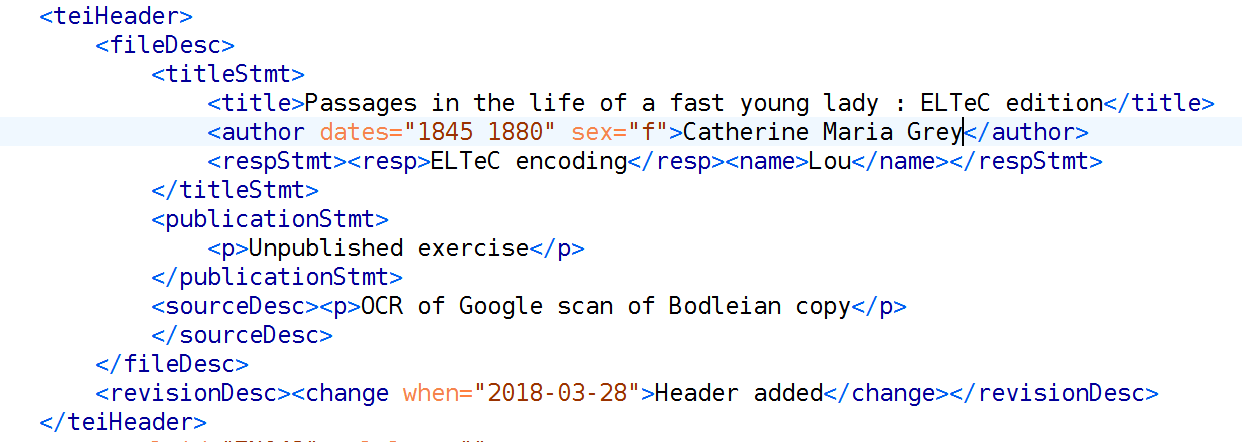 <teiHeader>
<fileDesc>
<titleStmt>
<title>Passages in the life of a fast young lady : ELTeC edition</title>
<author dates="1845 1880" sex="f">Catherine Maria Grey</author>
<respStmt><resp>ELTeC encoding</resp><name>Lou</name></respStmt>
</titleStmt>
<publicationStmt>
<p>Unpublished exercise</p>
</publicationStmt>
<sourceDesc><p>OCR of Google scan of Bodleian copy</p>
</sourceDesc>
</fileDesc>
<revisionDesc><change when="2018-03-28">Header added</change></revisionDesc>
</teiHeader>